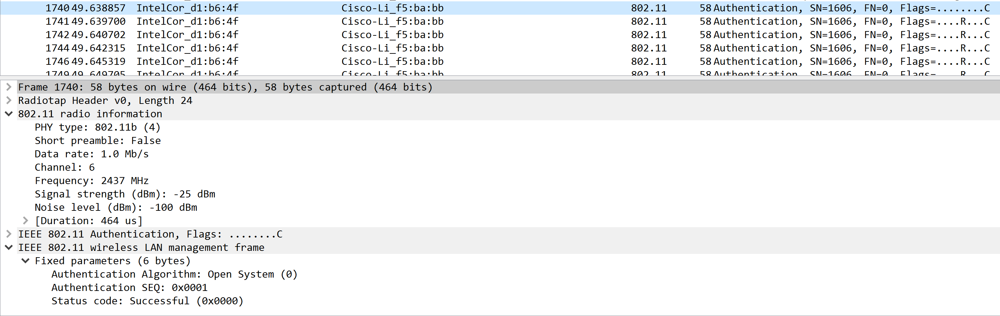 1740 49.638857 IntelCor_d1:b6:4f Cisco-Li_f5:ba:bb 802.11 58 Authentication, SN=1606, FN=0, Flags=........C
1741 49.639700 IntelCor_d1:b6:4f Cisco-Li_f5:ba:bb 802.11 58 Authentication, SN=1606, FN=0, Flags=....R...C
1742 49.640702 IntelCor_d1:b6:4f Cisco-Li_f5:ba:bb 802.11 58 Authentication, SN=1606, FN=0, Flags=....R...C
1744 49.642315 IntelCor_d1:b6:4f Cisco-Li_f5:ba:bb 802.11 58 Authentication, SN=1606, FN=0, Flags=....R...C
1746 49.645319 IntelCor_d1:b6:4f Cisco-Li_f5:ba:bb 802.11 58 Authentication, SN=1606, FN=0, Flags=....R...C
1749 49.649705 IntelCor_d1:b6:4f Cisco-Li_f5:ba:bb 802.11 58 Authentication, SN=1606, FN=0, Flags=....R...C
Frame 1740: 58 bytes on wire (464 bits), 58 bytes captured (464 bits)
Radiotap Header v0, Length 24
802.11 radio information
PHY type: 802.11b (4)
Short preamble: False
Data rate: 1.0 Mb/s
Channel: 6
Frequency: 2437 MHz
Signal strength (dBm): -25 dBm
Noise level (dBm): -100 dBm
[Duration: 464 us]
IEEE 802.11 Authentication, Flags: ........C
IEEE 802.11 wireless LAN management frame
Fixed parameters (6 bytes)
Authentication Algorithm: Open System (0)
Authentication SEQ: 0x0001
Status code: Successful (0x0000)